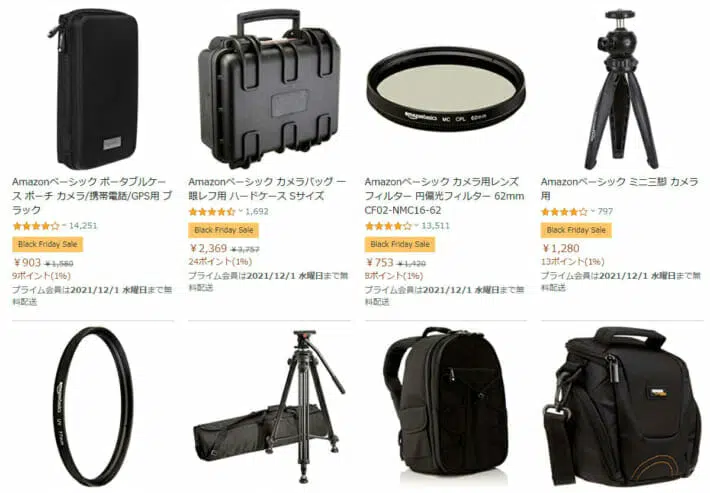 amazonbasics MC CPL 62mm
Amazonベーシック ポータブルケー
ス ポーチ カメラ/携帯電話/GPS用 ブ
ラック
14,251
Black Friday Sale
￥903 ￥1,580
9ポイント(1%)
プライム会員は2021/12/1 水曜日まで無
料配送
Amazonベーシック カメラバッグ 一
眼レフ用 ハードケース Sサイズ
1,692
Black Friday Sale
￥2,369 ￥3,757
24ポイント(1%)
プライム会員は2021/12/1 水曜日まで無
料配送
Amazonベーシック カメラ用レンズ
フィルター 円偏光フィルター 62mm
CF02-NMC16-62
13,511
Black Friday Sale
￥753 ￥1,420
8ポイント(1%)
プライム会員は2021/12/1 水曜日まで無
料配送
Amazonベーシック ミニ三脚 カメラ
用
797
Black Friday Sale
￥1,280
13ポイント(1%)
プライム会員は2021/12/1 水曜日まで無
料配送